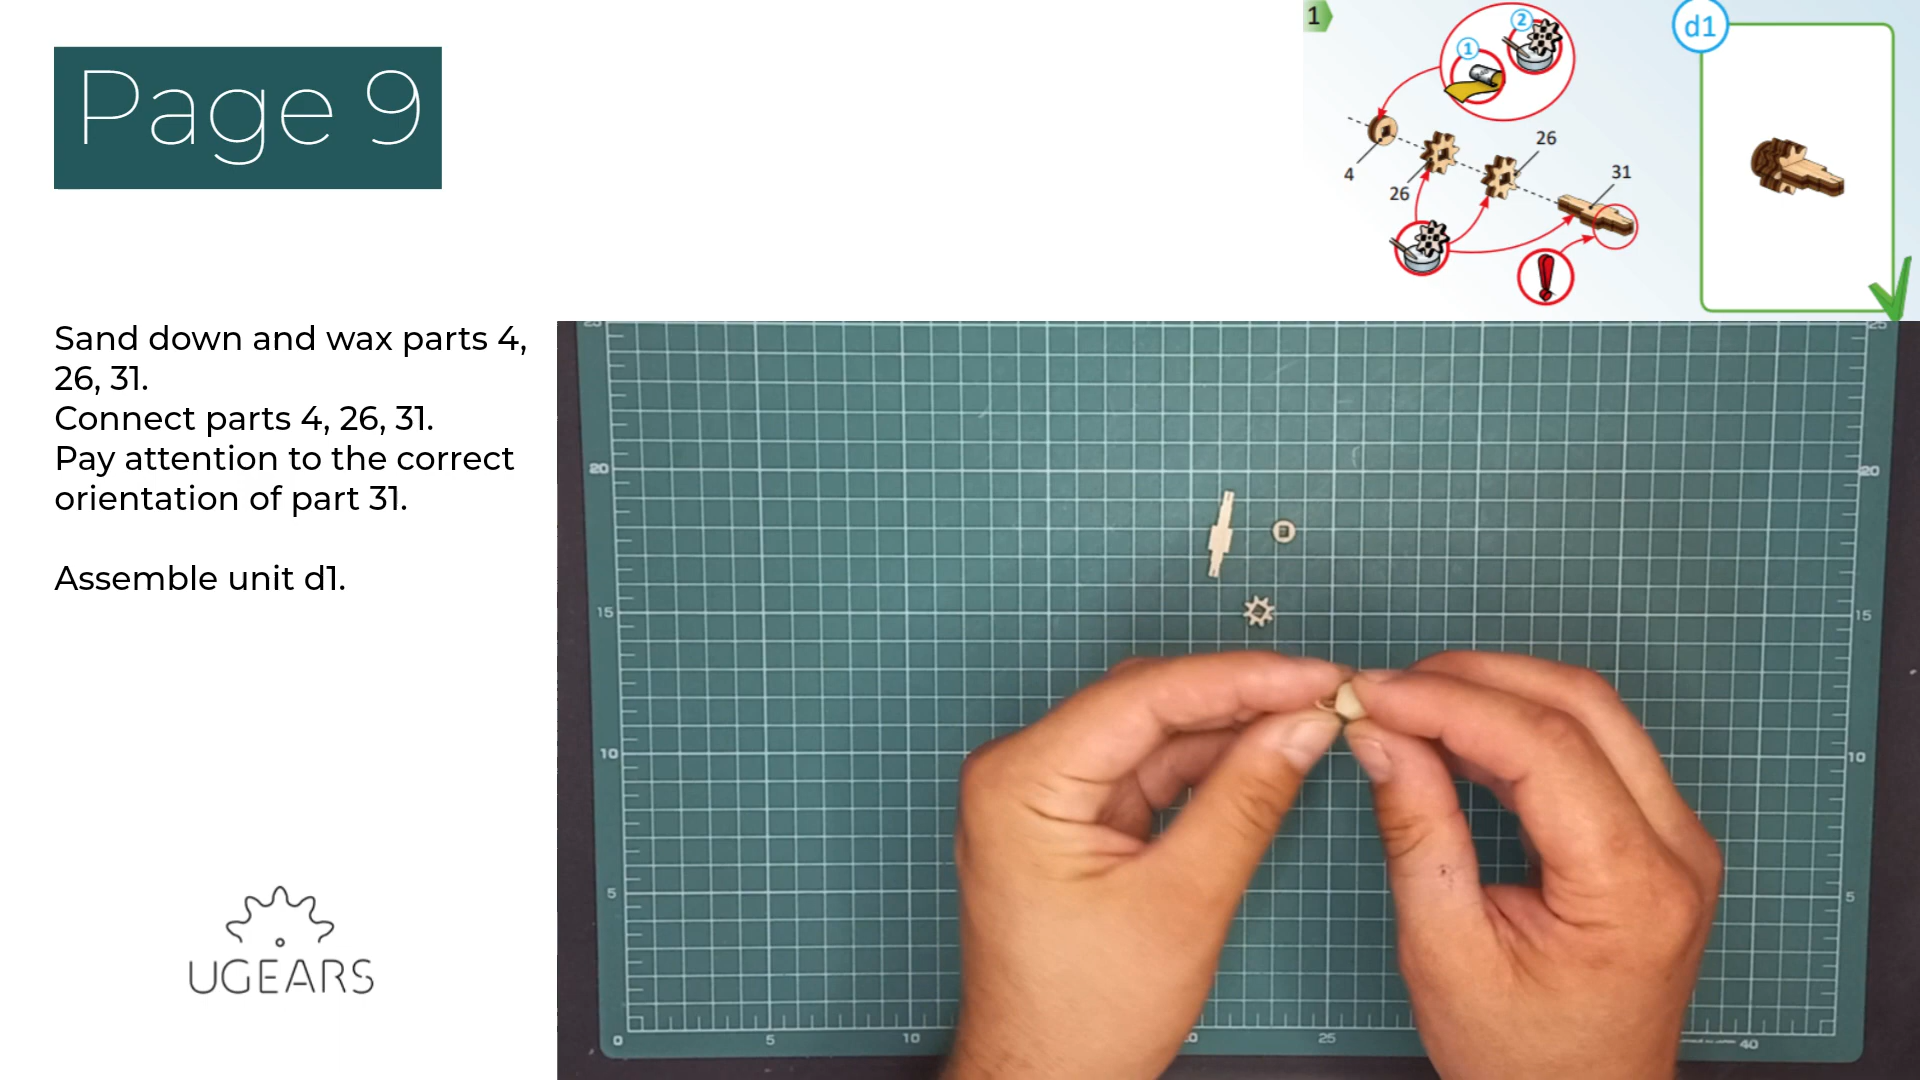 Page 9
1
2
1
d1
4
26
26
31
Sand down and wax parts 4,
26, 31.
Connect parts 4, 26, 31.
Pay attention to the correct
orientation of part 31.
Assemble unit d1.
UGEARS
25
25
20
20
15
15
10
10
5
5
0
5
10
25
40